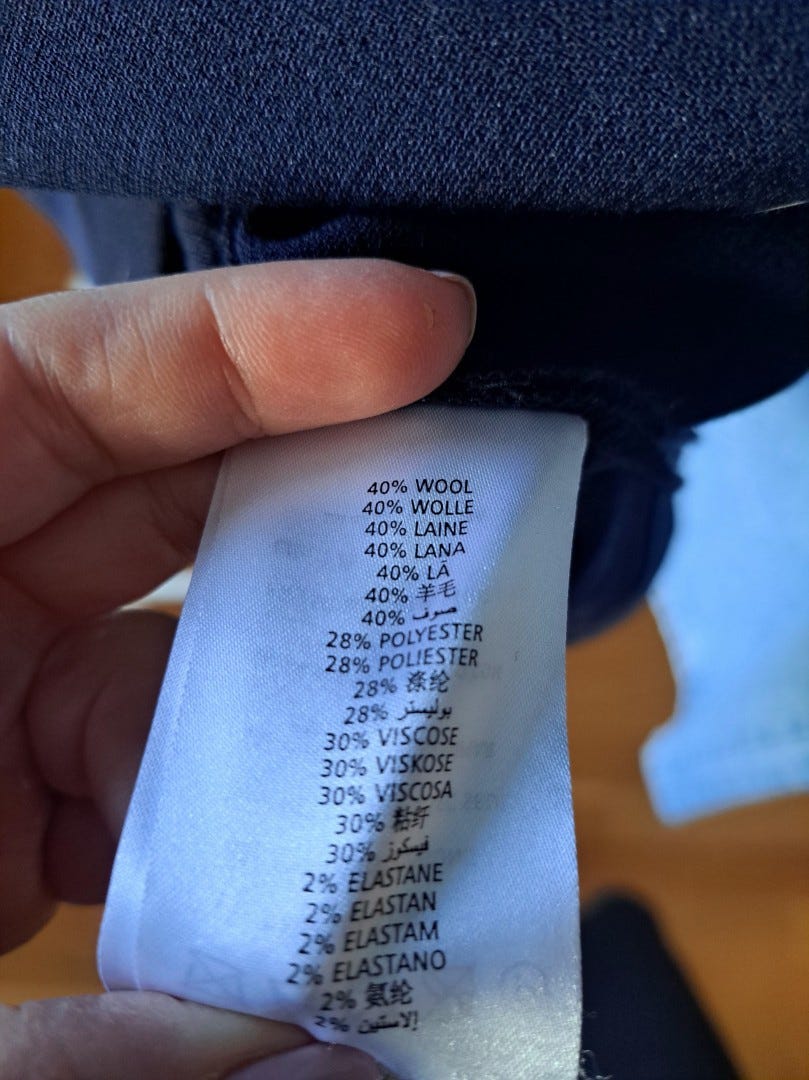 40% WOOL
40% WOLLE
40% LAINE
40% LANA
40% LÃ
40% 羊毛
40% صوف
28% POLYESTER
28% POLIESTER
28% 涤纶
28% بوليستر
30% VISCOSE
30% VISKOSE
30% VISCOSA
30% 粘纤
30% فيسكوز
2% ELASTANE
2% ELASTAN
2% ELASTAM
2% ELASTANO
2% 氨纶
2% إلاستين